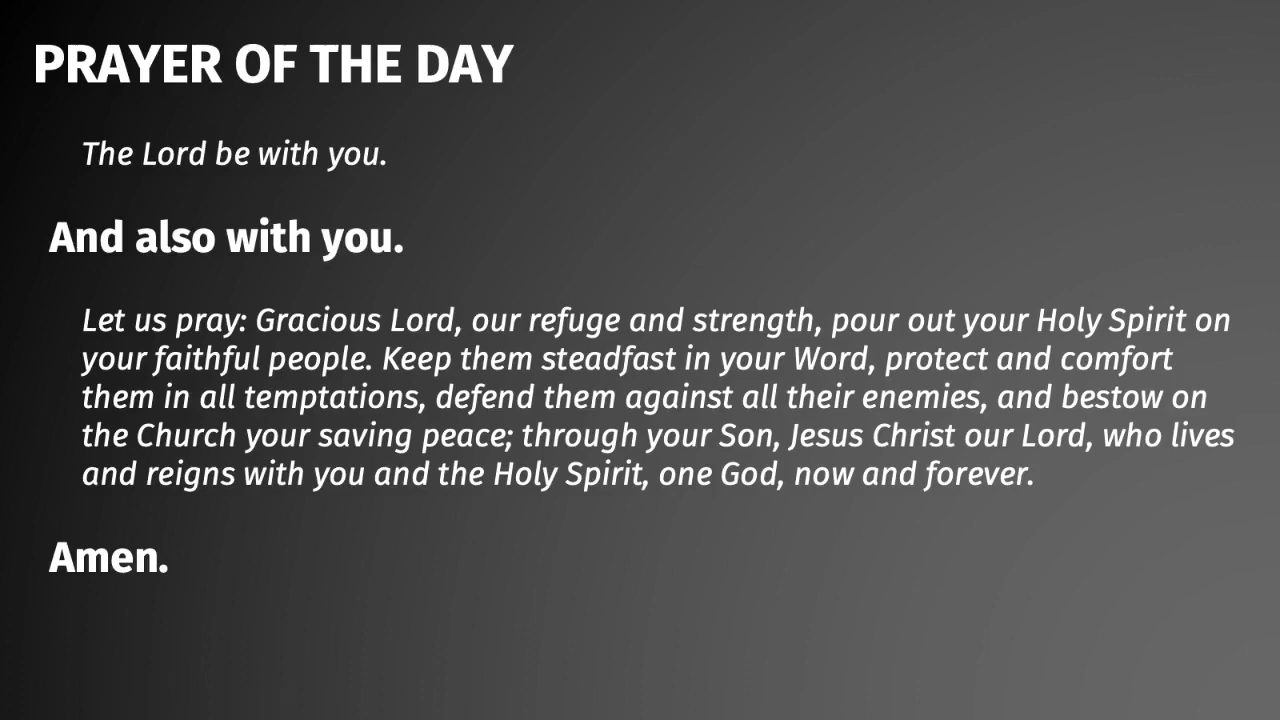 PRAYER OF THE DAY
The Lord be with you.
And also with you.
Let us pray: Gracious Lord, our refuge and strength, pour out your Holy Spirit on
your faithful people. Keep them steadfast in your Word, protect and comfort
them in all temptations, defend them against all their enemies, and bestow on
the Church your saving peace; through your Son, Jesus Christ our Lord, who lives
and reigns with you and the Holy Spirit, one God, now and forever.
Amen.